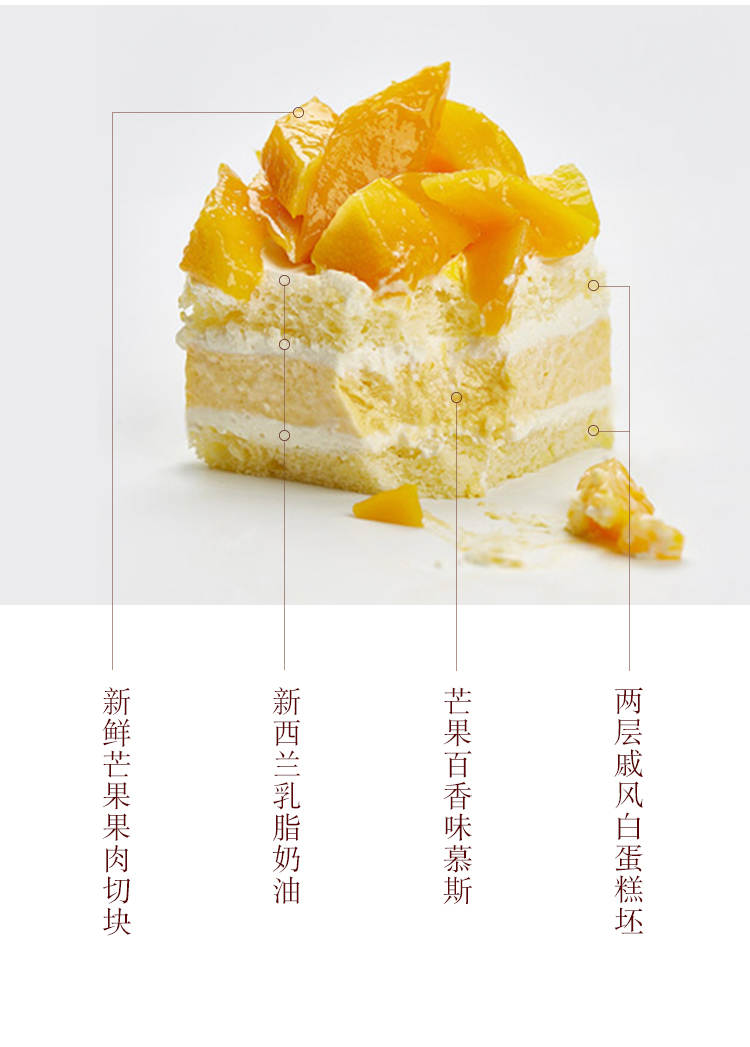 新鲜芒果果肉切块
新西兰乳脂奶油
芒果百香味慕斯
两层戚风白蛋糕坯